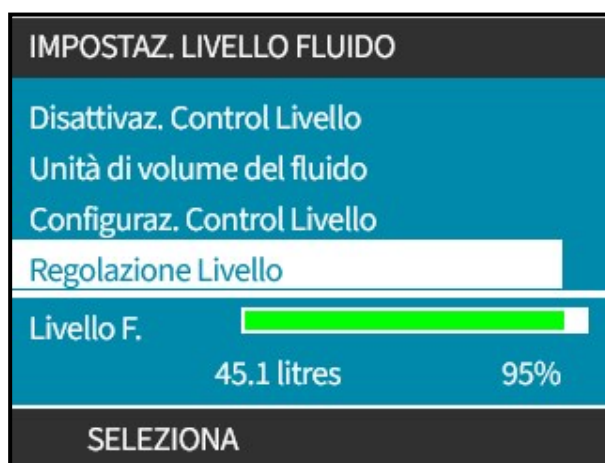 IMPOSTAZ. LIVELLO FLUIDO
Disattivaz. Control Livello
Unità di volume del fluido
Configuraz. Control Livello
Regolazione Livello
Livello F.
45.1 litres 95%
SELEZIONA